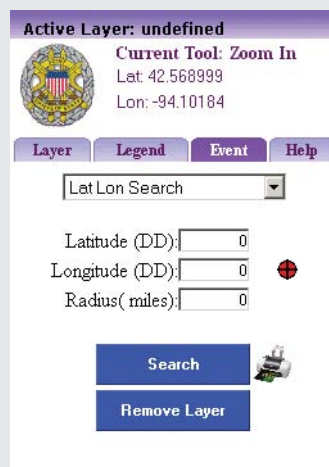 Active Layer: undefined
Current Tool: Zoom In
Lat: 42.568999
Lon: -94.10184
Layer Legend Event Help
Lat Lon Search
Latitude (DD): 0
Longitude (DD): 0
Radius( miles): 0
Search
Remove Layer